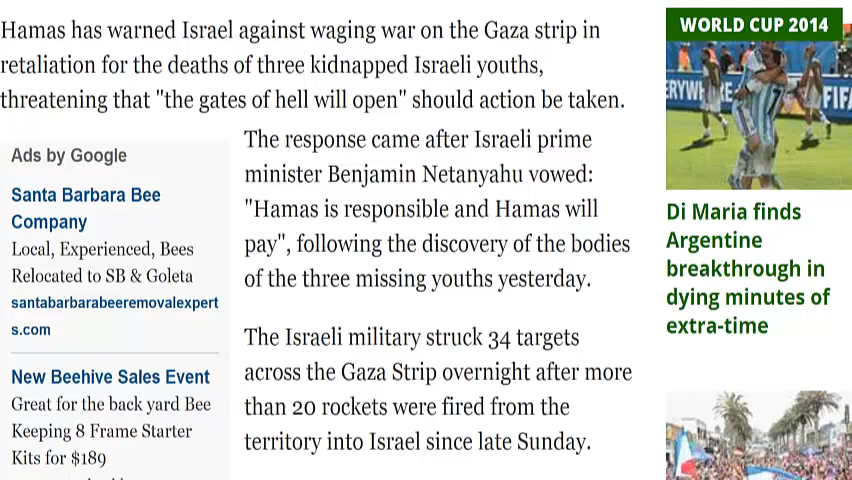 Hamas has warned Israel against waging war on the Gaza strip in
retaliation for the deaths of three kidnapped Israeli youths,
threatening that "the gates of hell will open" should action be taken.
Ads by Google
Santa Barbara Bee
Company
Local, Experienced, Bees
Relocated to SB & Goleta
santabarbarabeeremovalexpert
s.com
New Beehive Sales Event
Great for the back yard Bee
Keeping 8 Frame Starter
Kits for $189
The response came after Israeli prime
minister Benjamin Netanyahu vowed:
"Hamas is responsible and Hamas will
pay", following the discovery of the bodies
of the three missing youths yesterday.
The Israeli military struck 34 targets
across the Gaza Strip overnight after more
than 20 rockets were fired from the
territory into Israel since late Sunday.
WORLD CUP 2014
ERYWE
7
FIFA
Di Maria finds
Argentine
breakthrough in
dying minutes of
extra-time